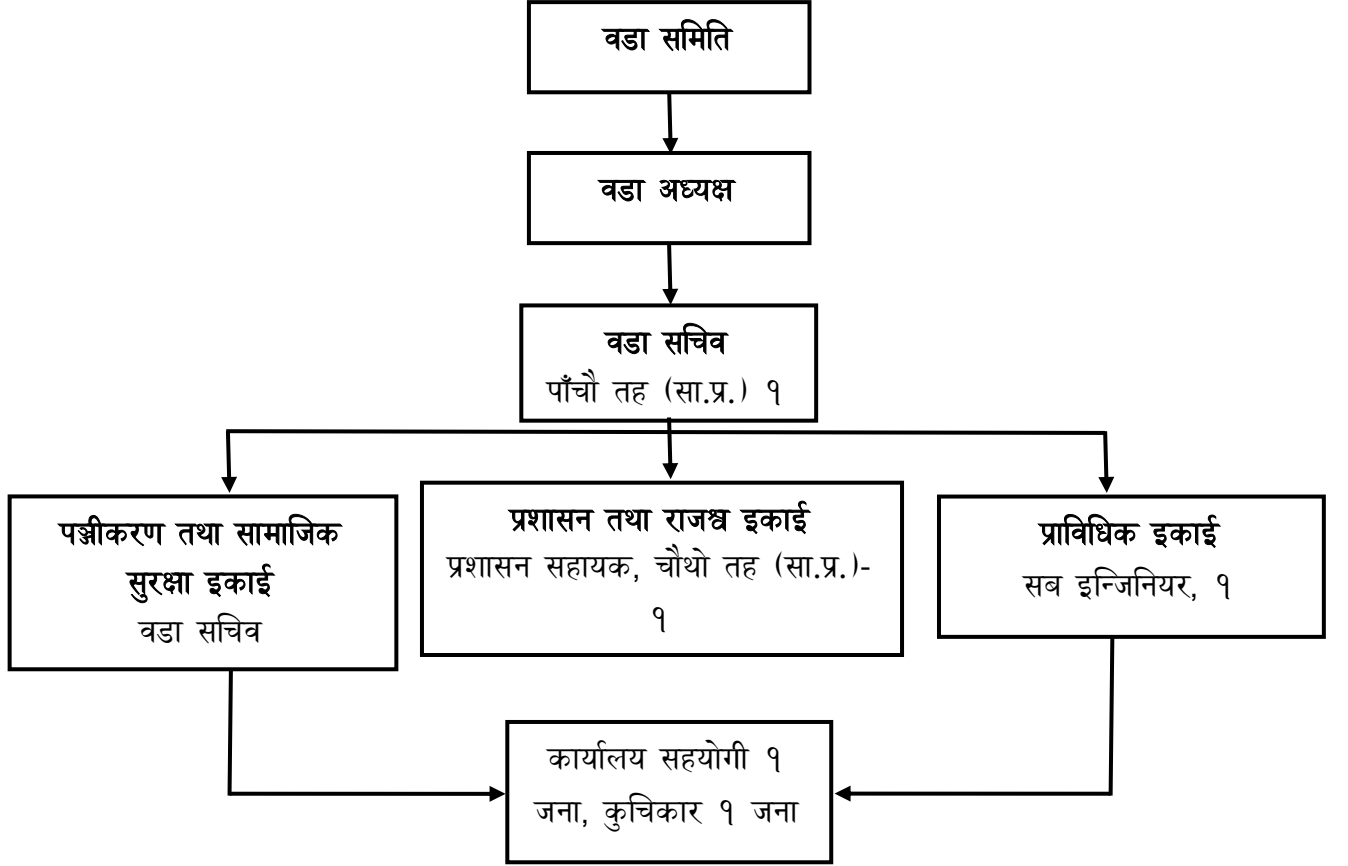 वडा समिति
वडा अध्यक्ष
वडा सचिव
पाँचौ तह (सा.प्र.) १
पञ्जीकरण तथा सामाजिक
सुरक्षा इकाई
वडा सचिव
प्रशासन तथा राजश्व इकाई
प्रशासन सहायक, चौथो तह (सा.प्र.)-
१
प्राविधिक इकाई
सब इन्जिनियर, १
कार्यालय सहयोगी १
जना, कुचिकार १ जना